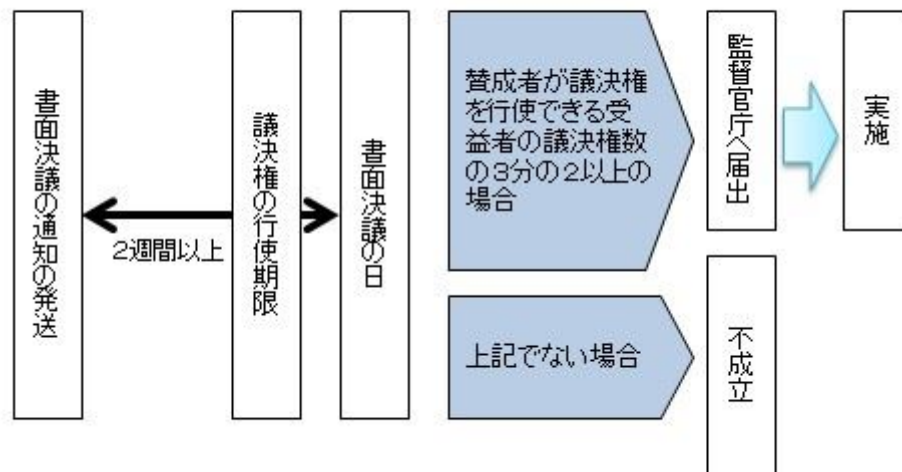 書面決議の通知の発送
2週間以上
議決権の行使期限
書面決議の日
賛成者が議決権
を行使できる受
益者の議決権数
の3分の2以上の
場合
監督官庁へ届出
実施
上記でない場合
不成立